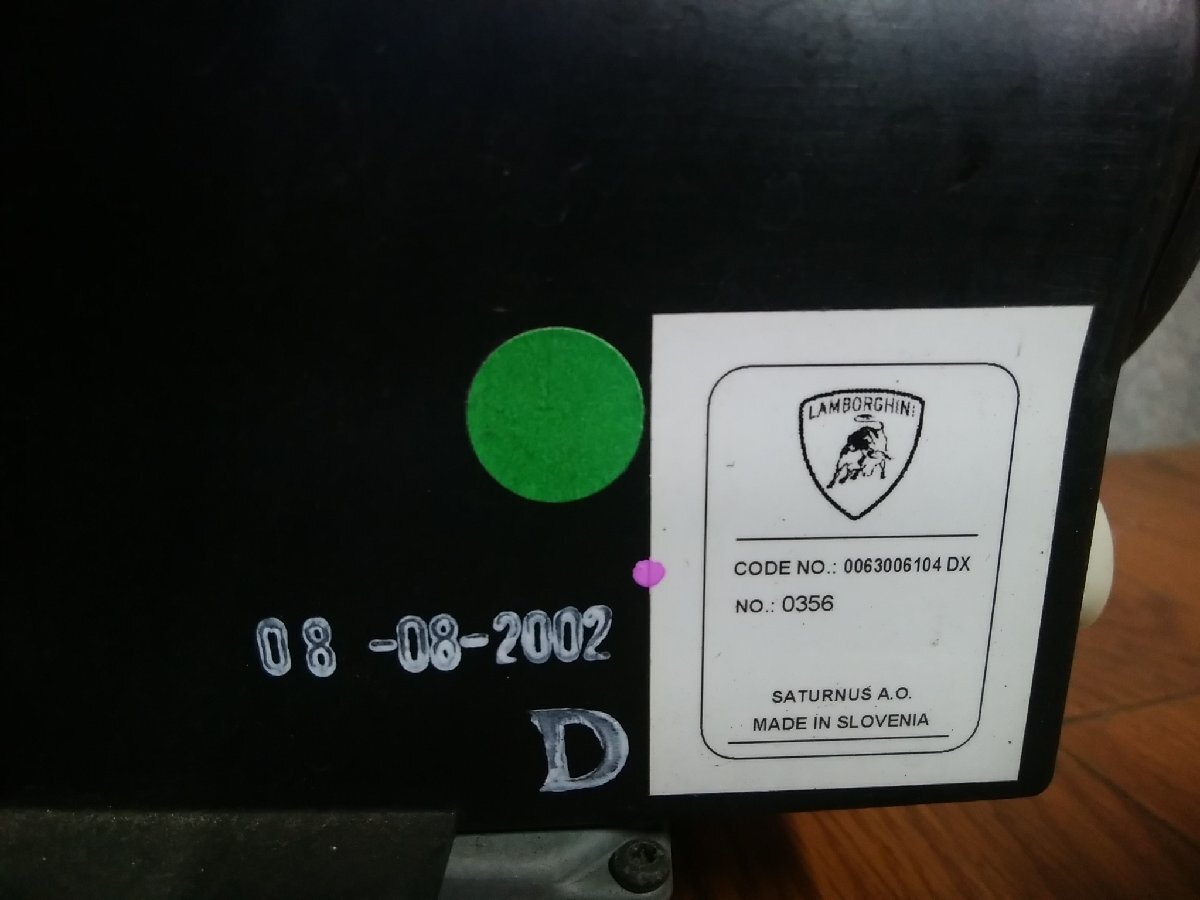 LAMBORGHINI
CODE NO.: 0063006104 DX
NO.: 0356
SATURNUS A.O.
MADE IN SLOVENIA
08-08-2002
D